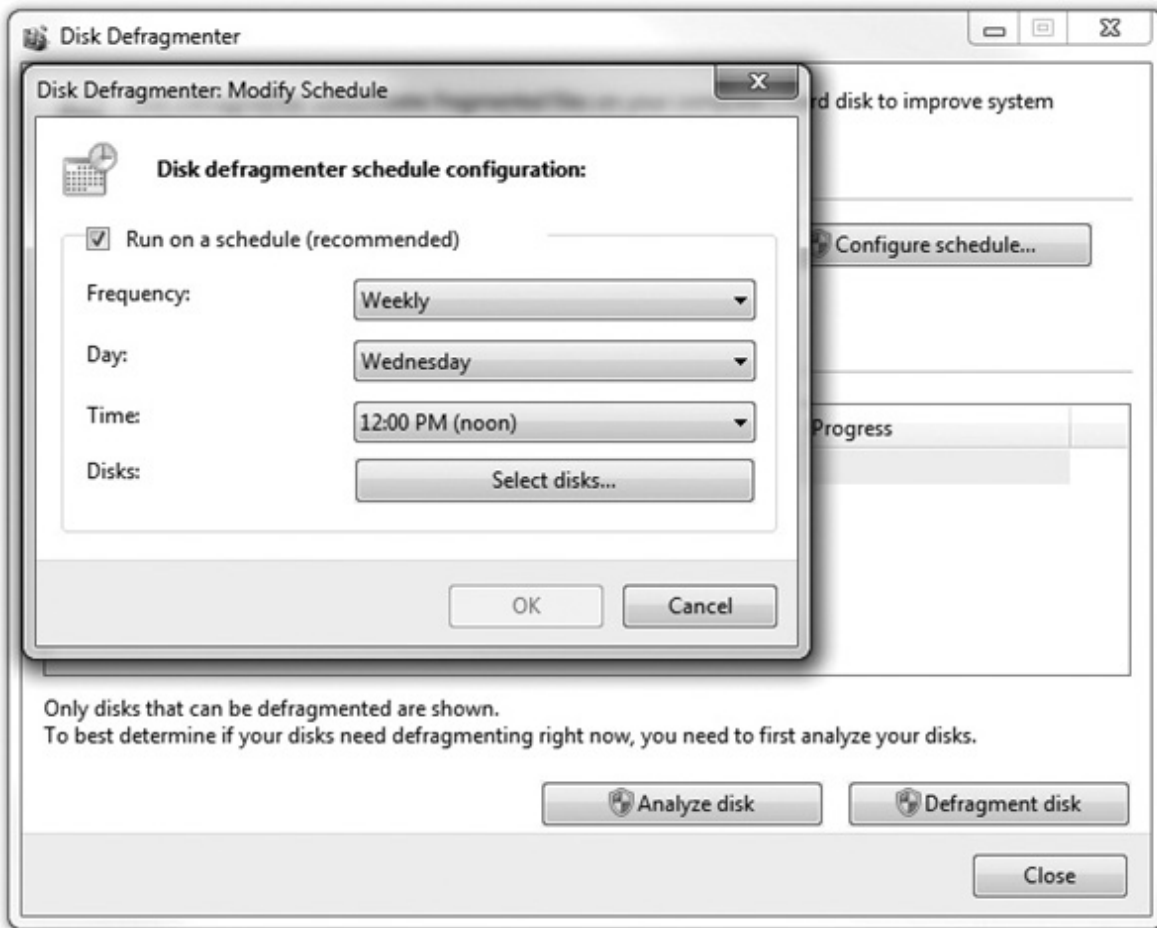 Disk Defragmenter
Disk Defragmenter: Modify Schedule
disk to improve system
Disk defragmenter schedule configuration:
Run on a schedule (recommended)
Configure schedule...
Frequency:
Weekly
Day:
Wednesday
Time:
12:00 PM (noon)
Progress
Disks:
Select disks...
OK
Cancel
Only disks that can be defragmented are shown.
To best determine if your disks need defragmenting right now, you need to first analyze your disks.
Analyze disk
Defragment disk
Close